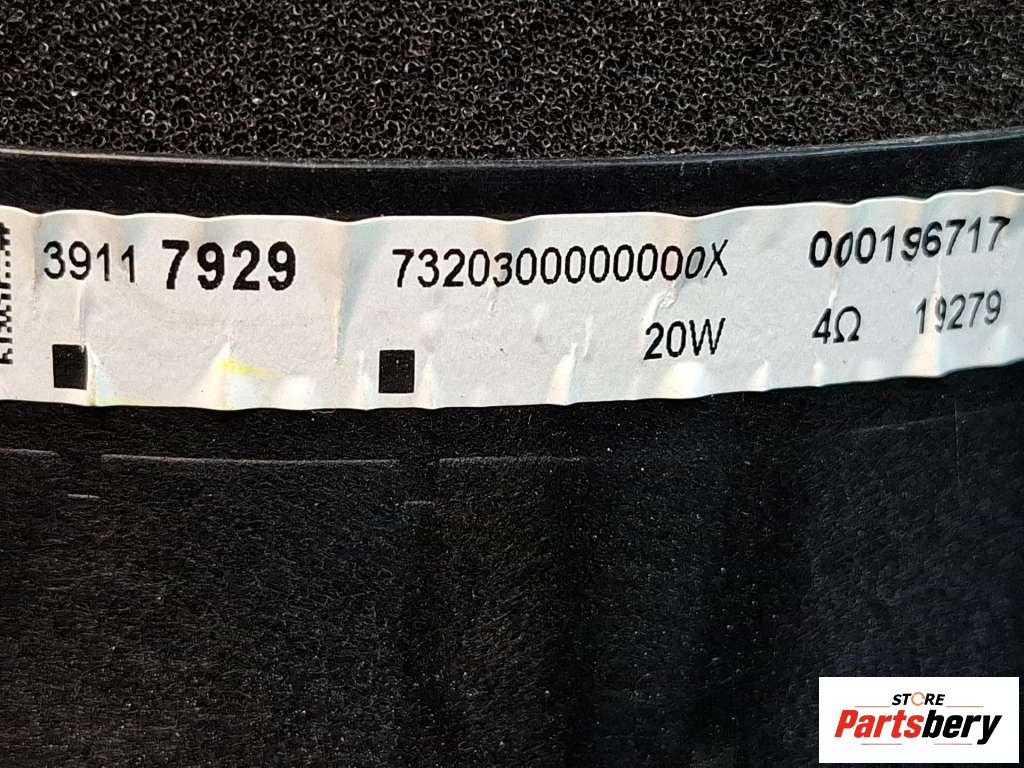 3911 7929 7320300000000X 000196717
20W 4Ω 19279
STORE
Partsbery